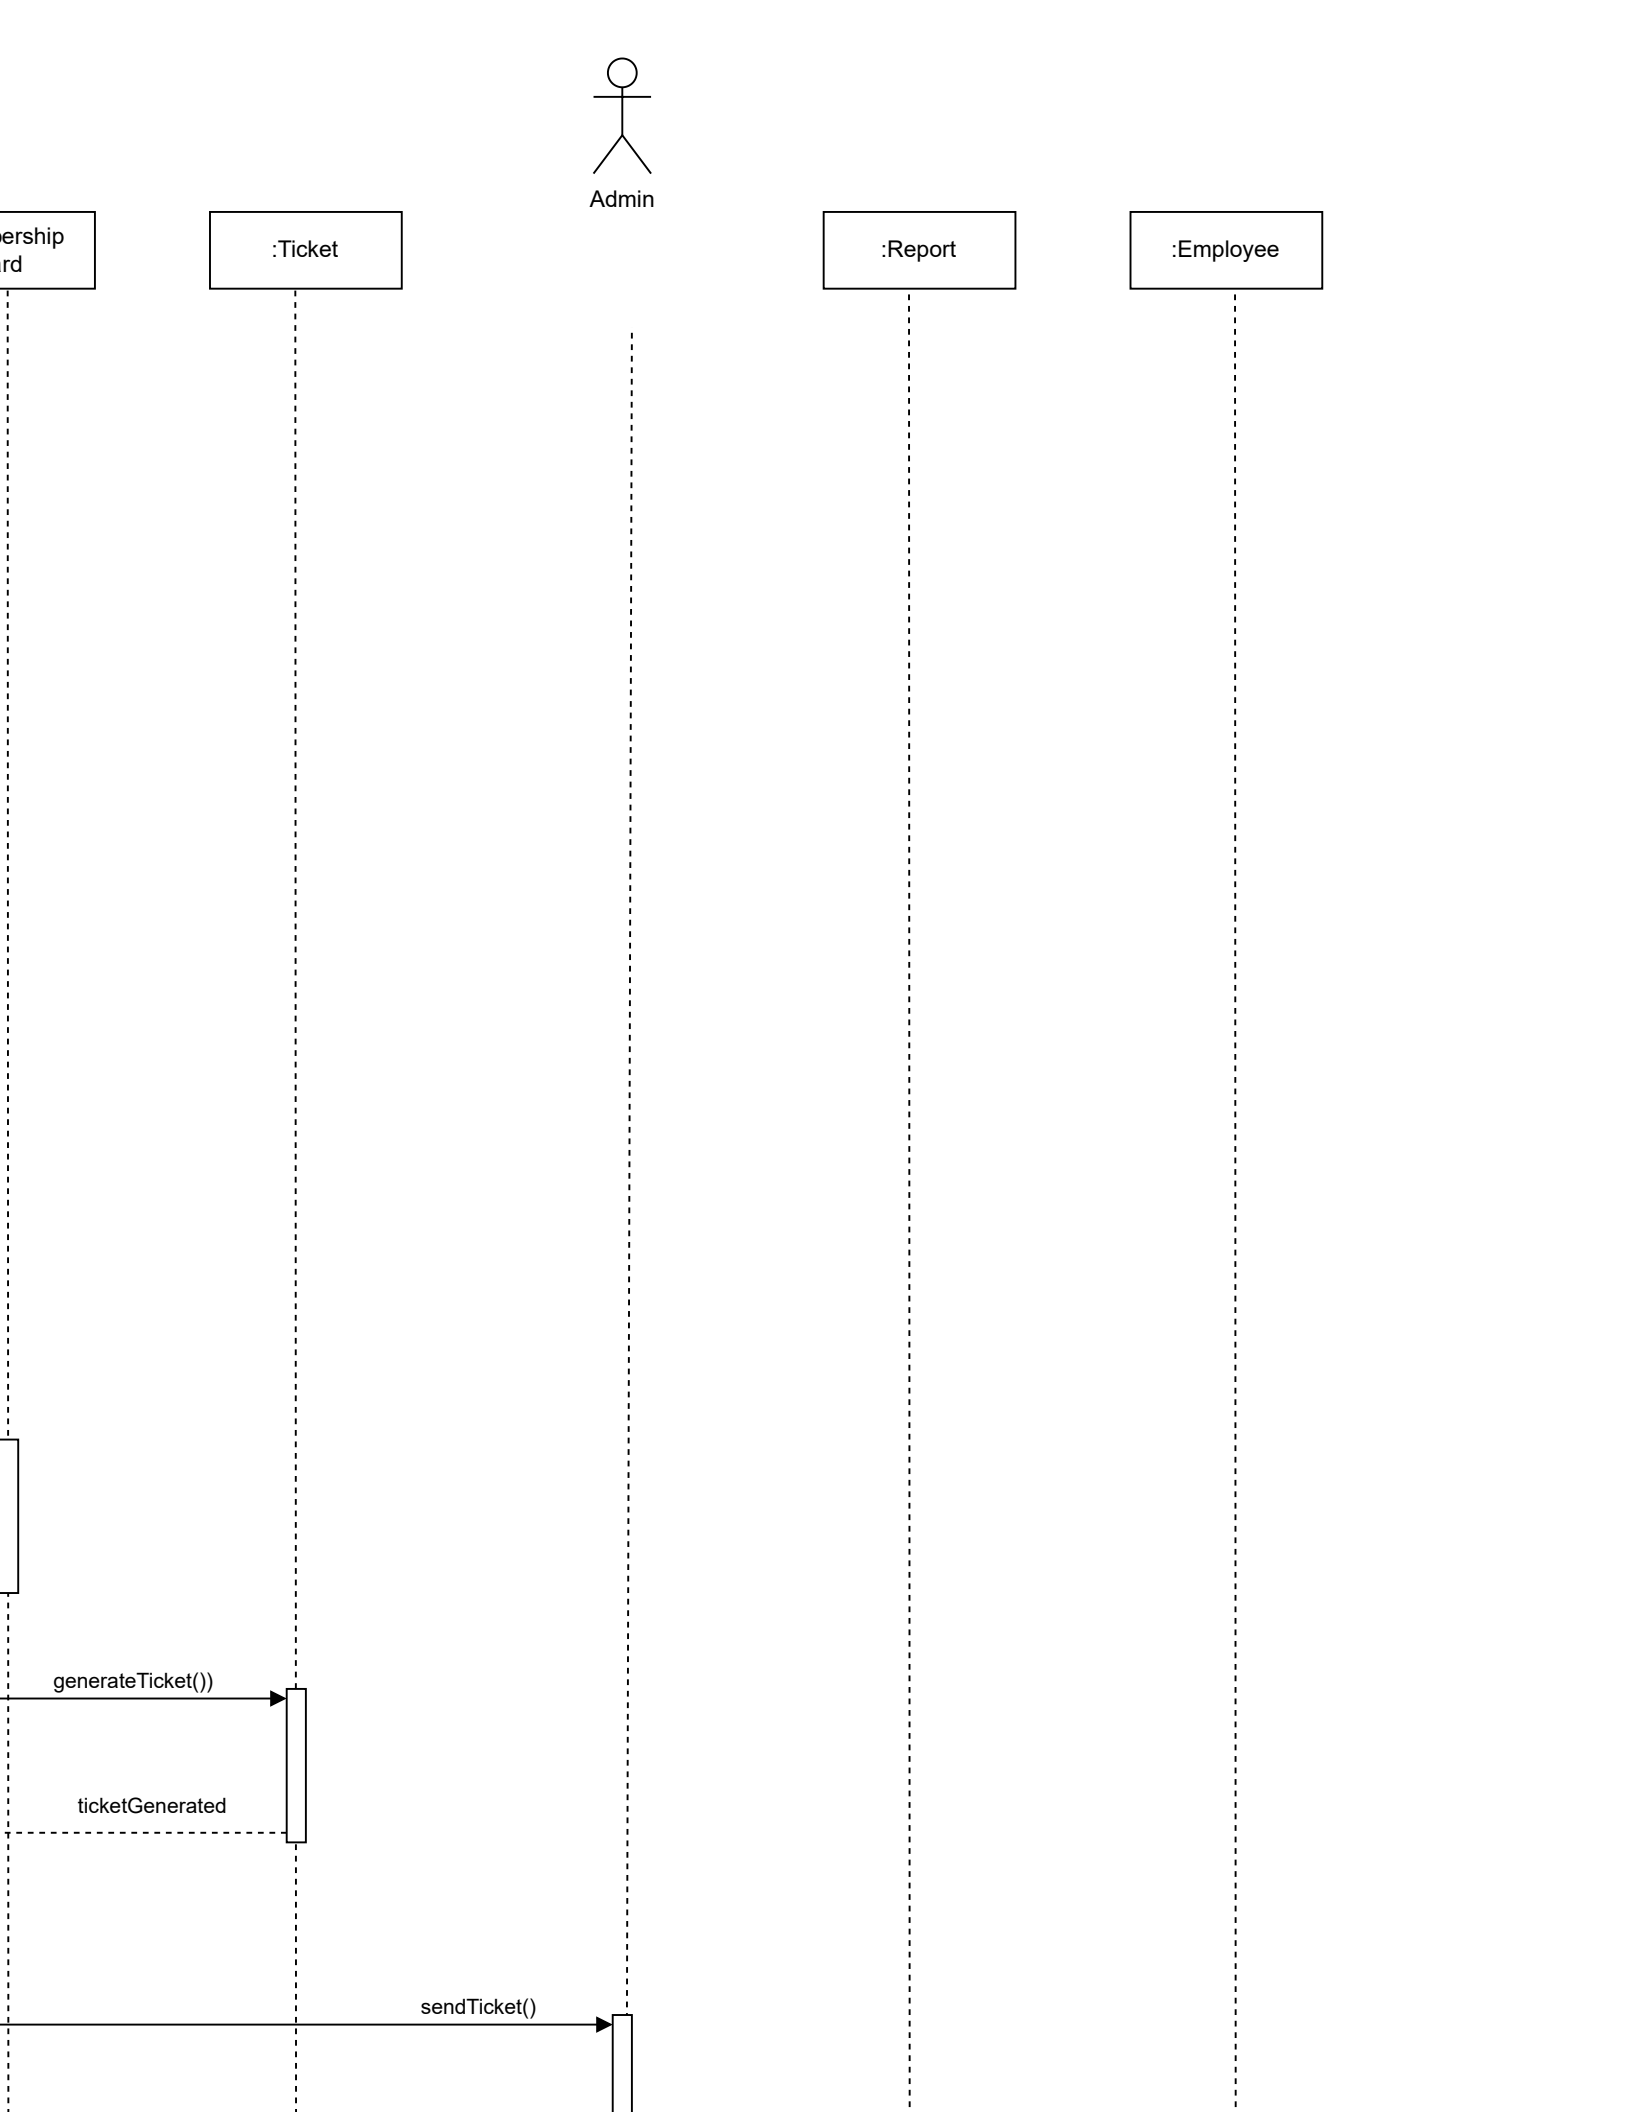 Admin
ership
:Ticket
:Report
:Employee
rd
generateTicket())
ticketGenerated
sendTicket()